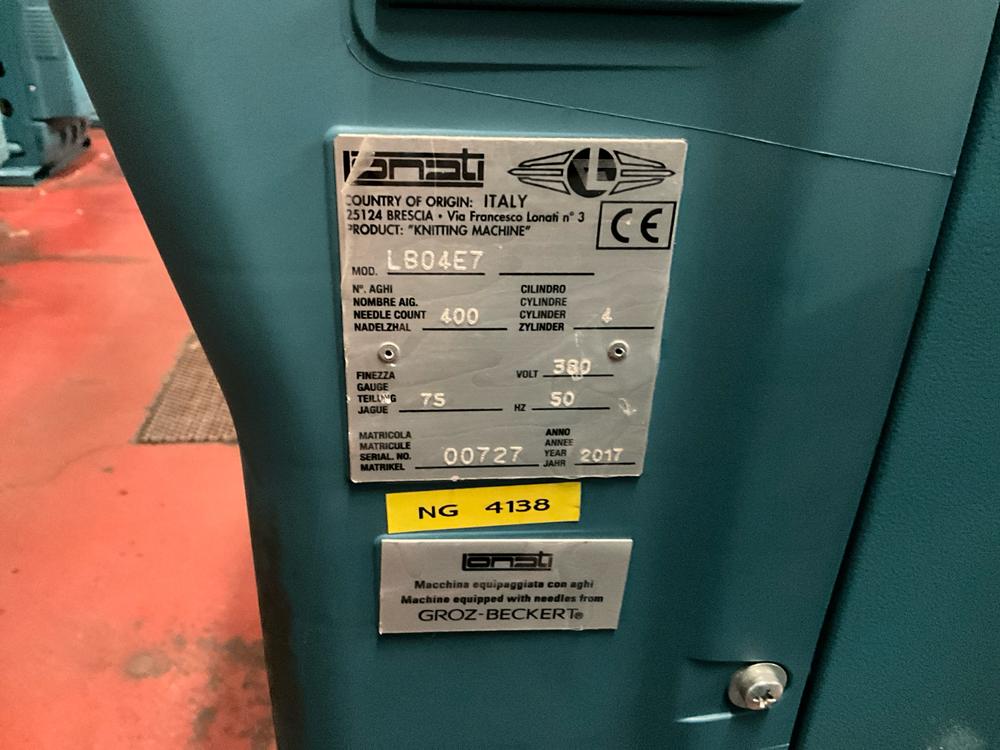 Lonati L
COUNTRY OF ORIGIN: ITALY
25124 BRESCIA • Via Francesco Lonati n° 3
PRODUCT: "KNITTING MACHINE"
CE
MOD. LB04E7
N°. AGHI
NOMBRE AIG.
NEEDLE COUNT 400
NADELZHAL
CILINDRO
CYLINDRE
CYLINDER 4
ZYLINDER
FINEZZA
GAUGE
TEILUNG 75
JAGUE
VOLT 380
HZ 50
MATRICOLA
MATRICULE
SERIAL. NO. 00727
MATRIKEL
ANNO
ANNEE
YEAR 2017
JAHR
NG 4138
Lonati
Macchina equipaggiata con aghi
Machine equipped with needles from
GROZ-BECKERT®